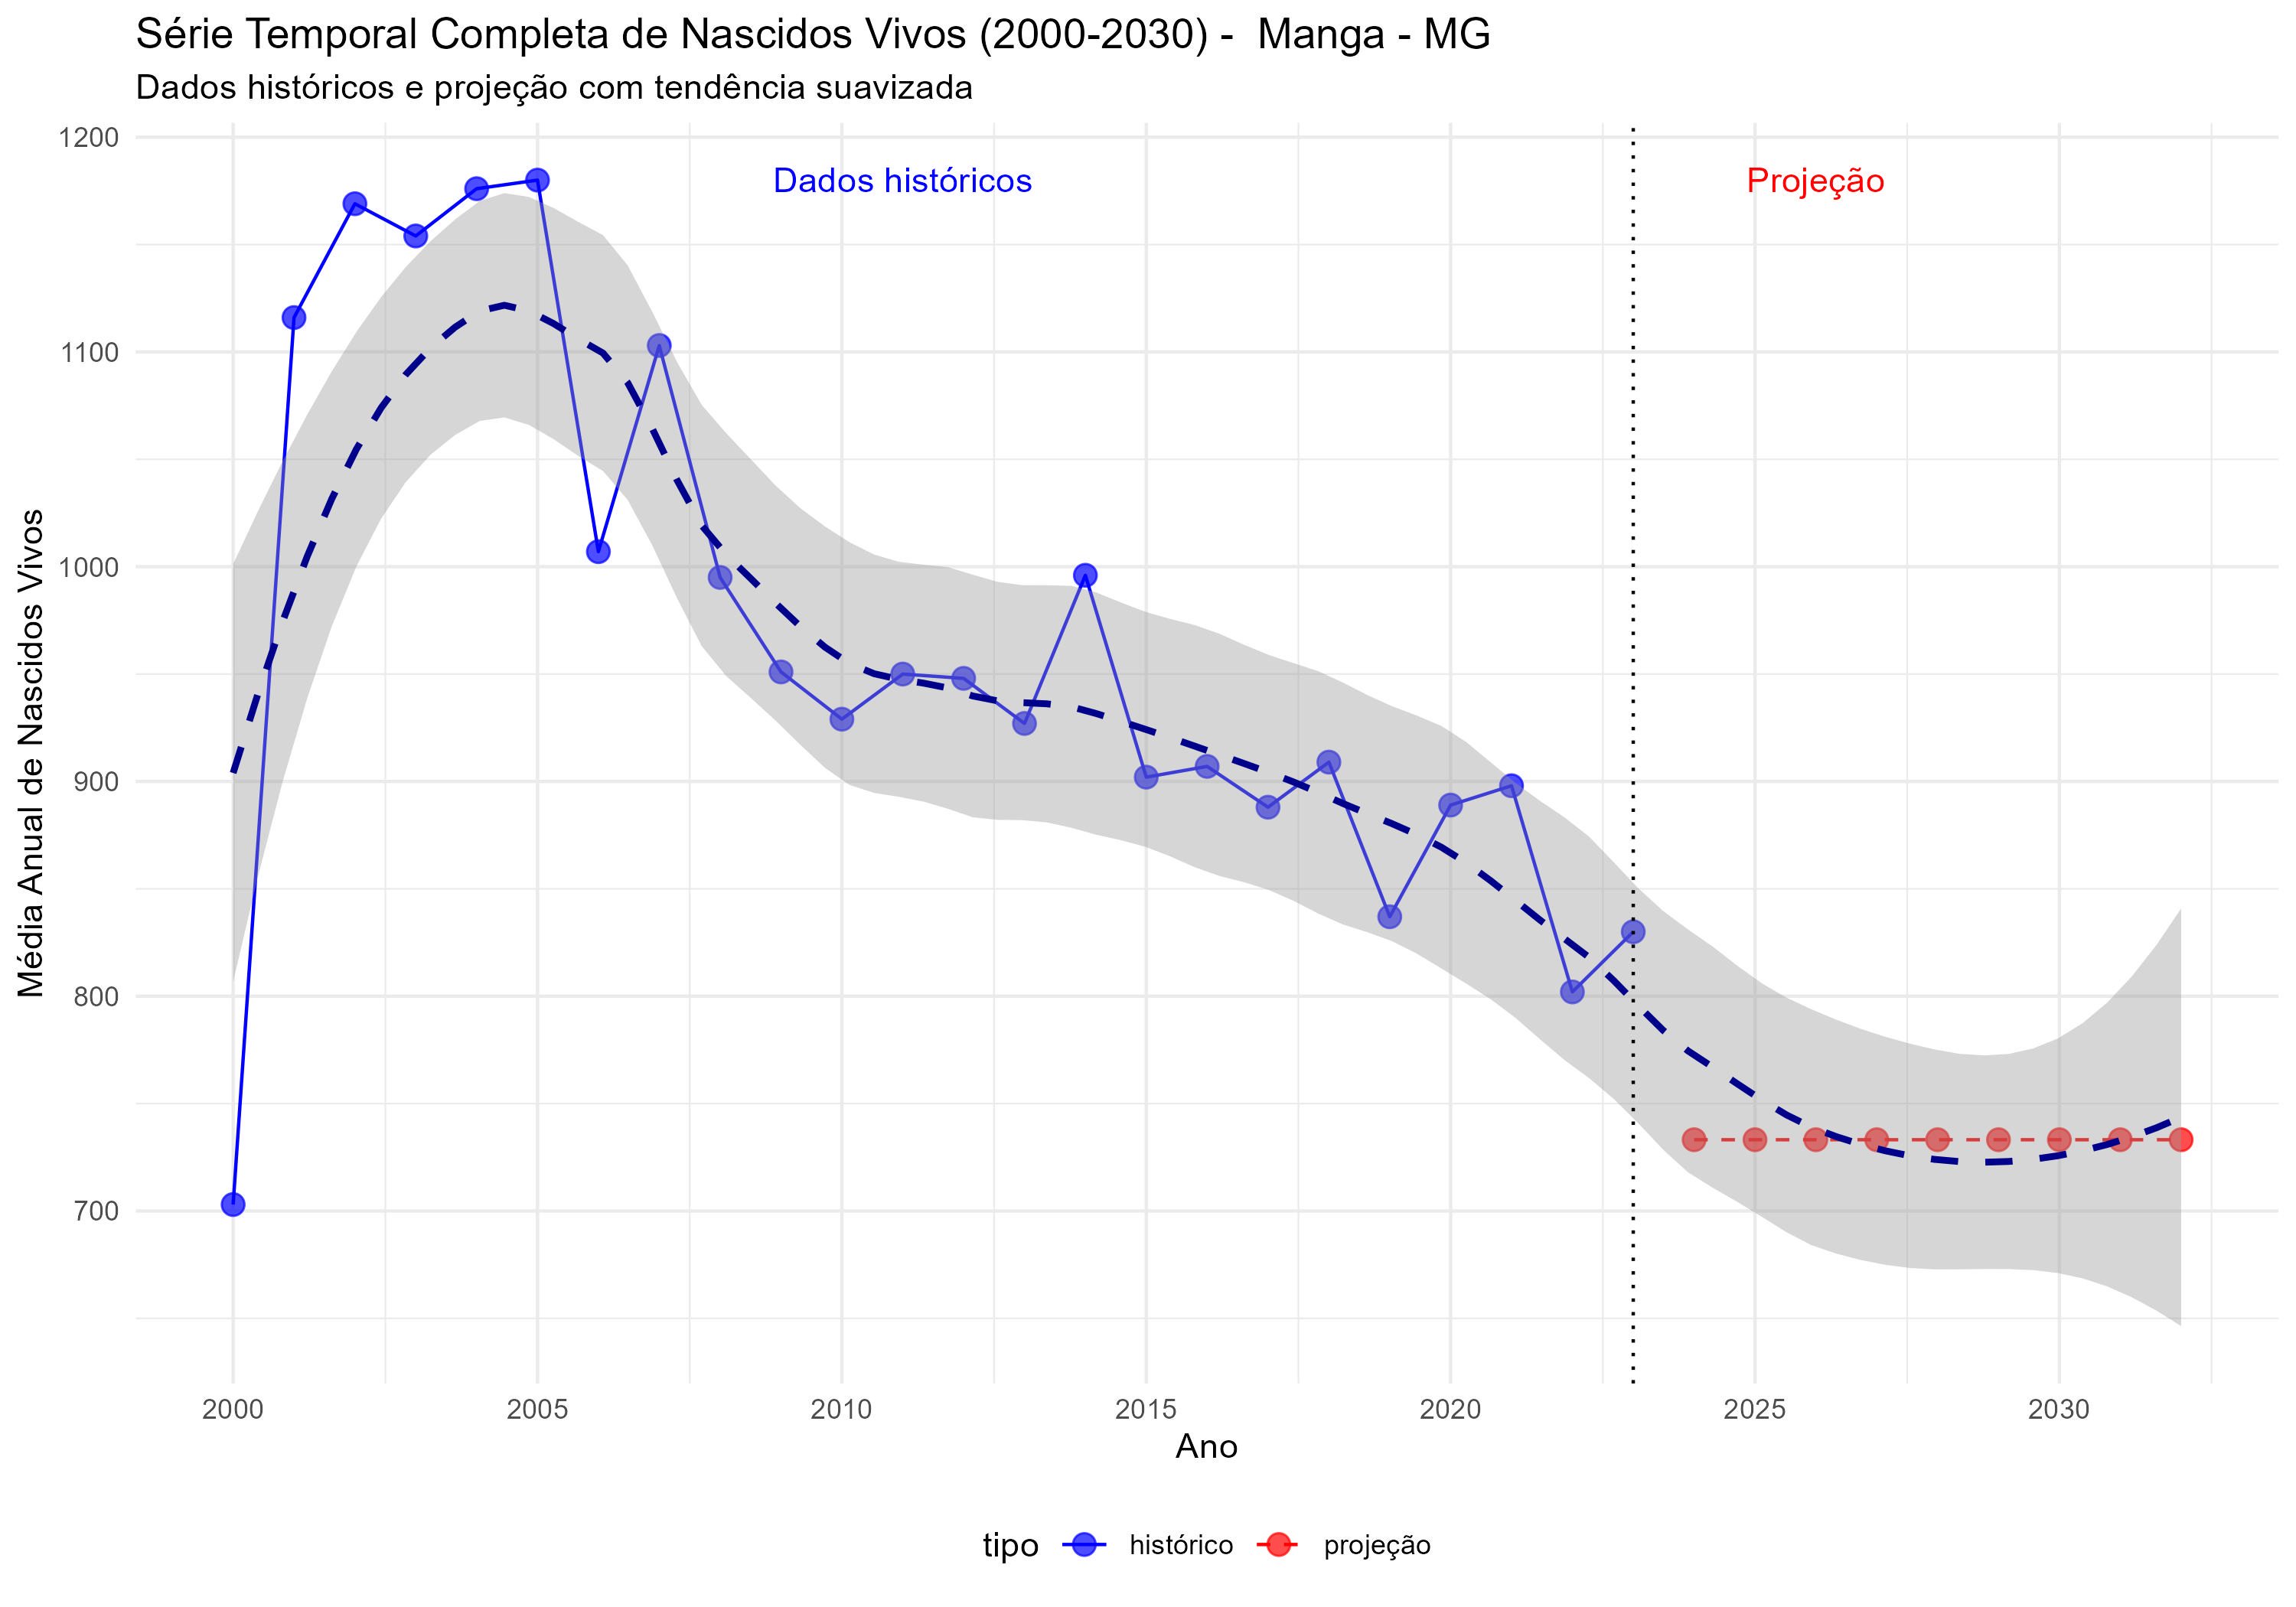 Série Temporal Completa de Nascidos Vivos (2000-2030) -  Manga - MG
Dados históricos e projeção com tendência suavizada
Média Anual de Nascidos Vivos
1200
1100
1000
900
800
700
Dados históricos
Projeção
2000 2005 2010 2015 2020 2025 2030
Ano
tipo histórico projeção